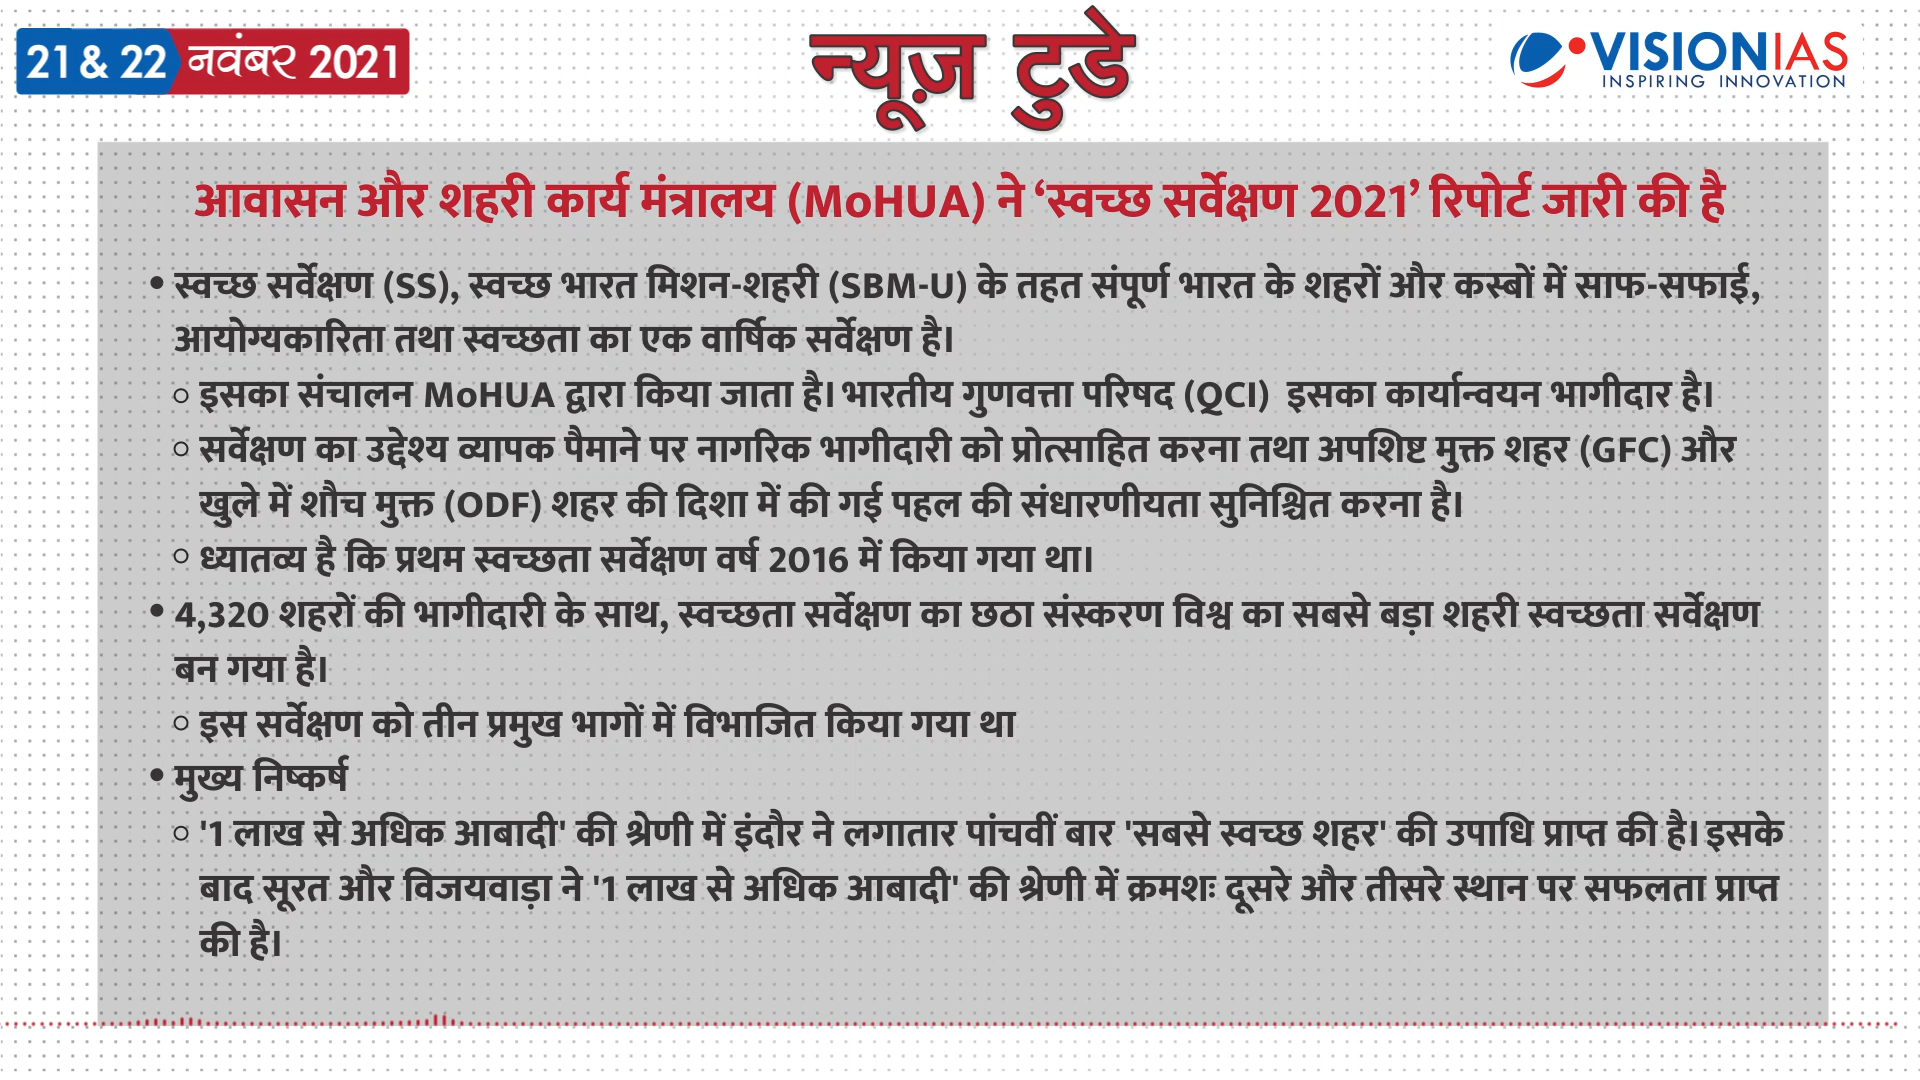 21 & 22 नवंबर 2021
न्यूज़ टुडे
VISIONIAS
INSPIRING INNOVATION
आवासन और शहरी कार्य मंत्रालय (MoHUA) ने ‘स्वच्छ सर्वेक्षण 2021’ रिपोर्ट जारी की है
• स्वच्छ सर्वेक्षण (SS), स्वच्छ भारत मिशन-शहरी (SBM-U) के तहत संपूर्ण भारत के शहरों और कस्बों में साफ-सफाई,
आयोग्यकारिता तथा स्वच्छता का एक वार्षिक सर्वेक्षण है।
○ इसका संचालन MoHUA द्वारा किया जाता है। भारतीय गुणवत्ता परिषद (QCI) इसका कार्यान्वयन भागीदार है।
○ सर्वेक्षण का उद्देश्य व्यापक पैमाने पर नागरिक भागीदारी को प्रोत्साहित करना तथा अपशिष्ट मुक्त शहर (GFC) और
खुले में शौच मुक्त (ODF) शहर की दिशा में की गई पहल की संधारणीयता सुनिश्चित करना है।
○ ध्यातव्य है कि प्रथम स्वच्छता सर्वेक्षण वर्ष 2016 में किया गया था।
• 4,320 शहरों की भागीदारी के साथ, स्वच्छता सर्वेक्षण का छठा संस्करण विश्व का सबसे बड़ा शहरी स्वच्छता सर्वेक्षण
बन गया है।
○ इस सर्वेक्षण को तीन प्रमुख भागों में विभाजित किया गया था
• मुख्य निष्कर्ष
○ '1 लाख से अधिक आबादी' की श्रेणी में इंदौर ने लगातार पांचवीं बार 'सबसे स्वच्छ शहर' की उपाधि प्राप्त की है। इसके
बाद सूरत और विजयवाड़ा ने '1 लाख से अधिक आबादी' की श्रेणी में क्रमशः दूसरे और तीसरे स्थान पर सफलता प्राप्त
की है।